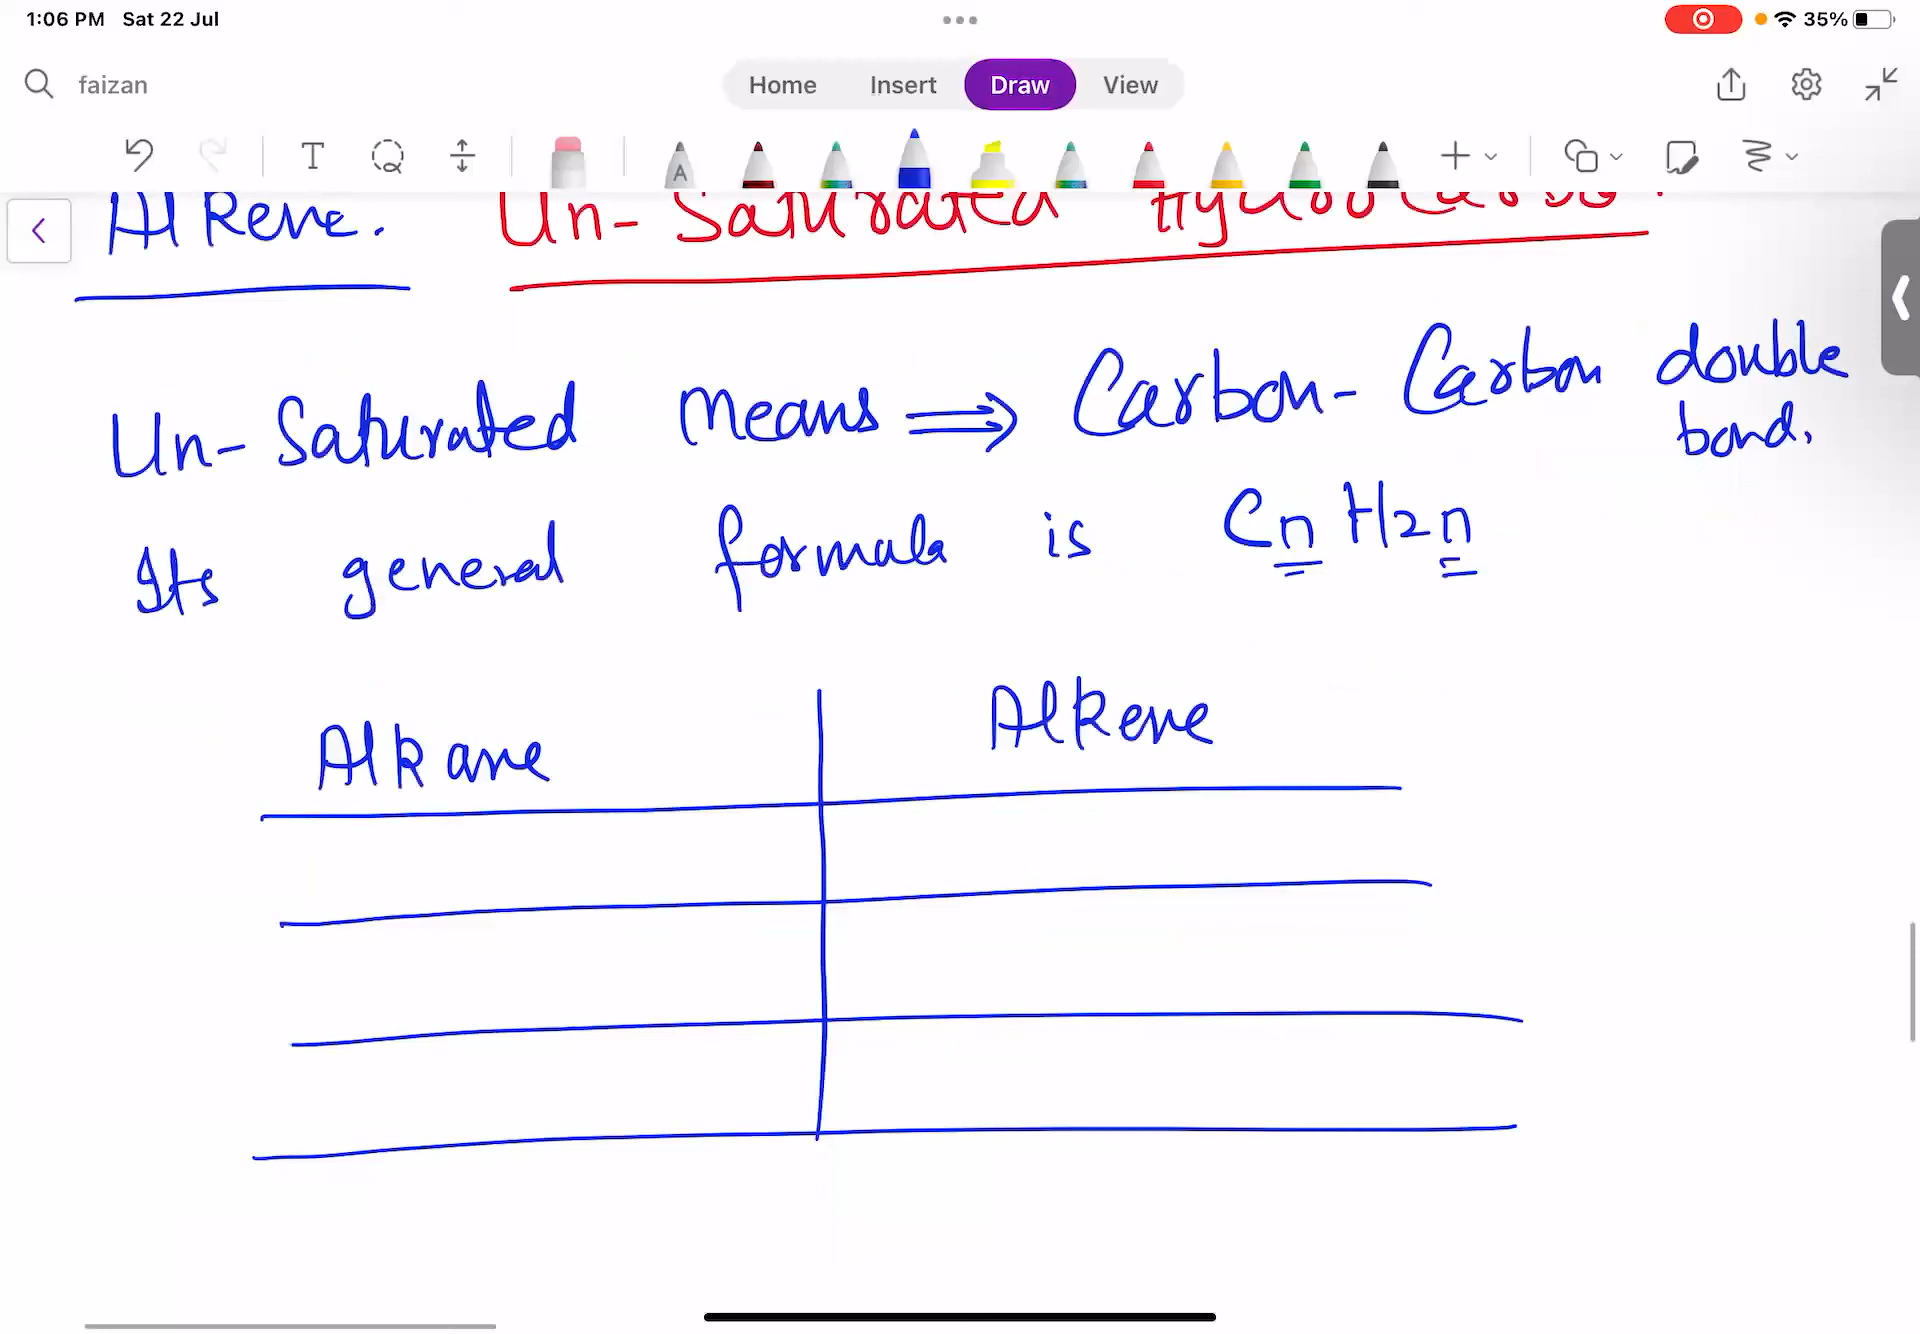 1:06 PM Sat 22 Jul
35%
faizan
Home Insert Draw View
T
A
Alkene. Un-Saturated
Un-Saturated means ⇒ Carbon-Carbon double
bond.
Its general formula is CnH2n
Alkane Alkene